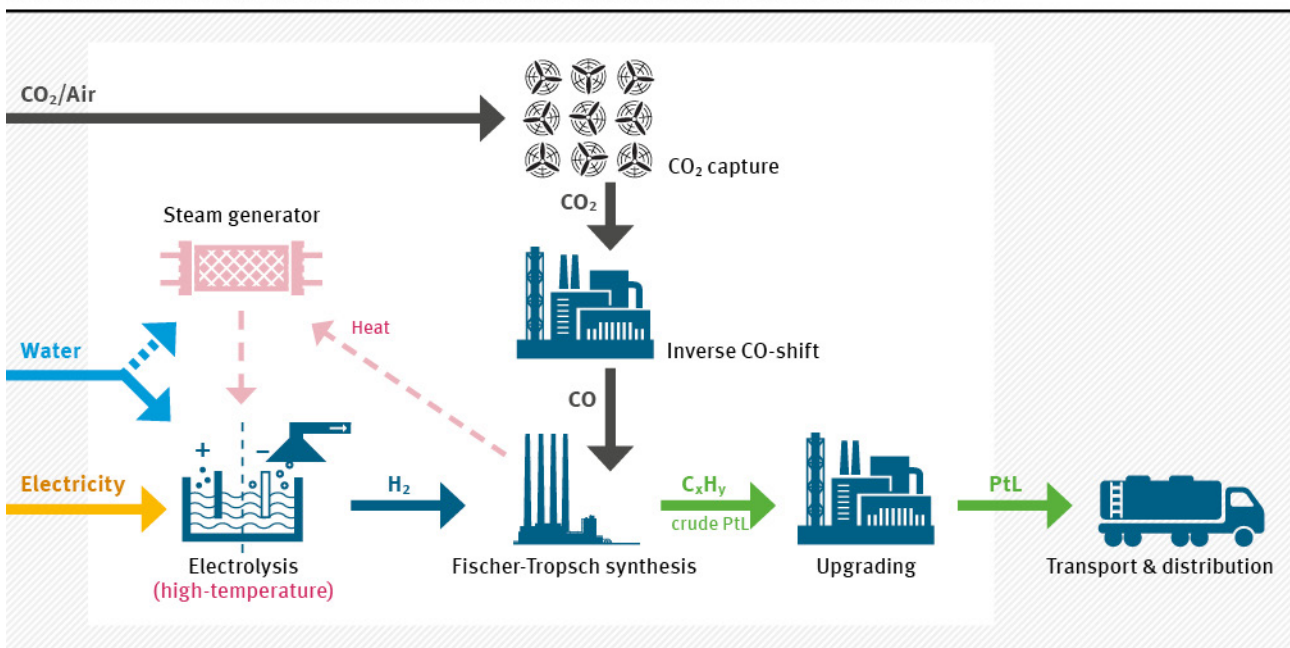 CO₂/Air
CO₂ capture
CO₂
Steam generator
Heat
Inverse CO-shift
Water
CO
+
–
Electricity
H₂
CₓHᵧ
crude PtL
PtL
Electrolysis
(high-temperature)
Fischer-Tropsch synthesis
Upgrading
Transport & distribution